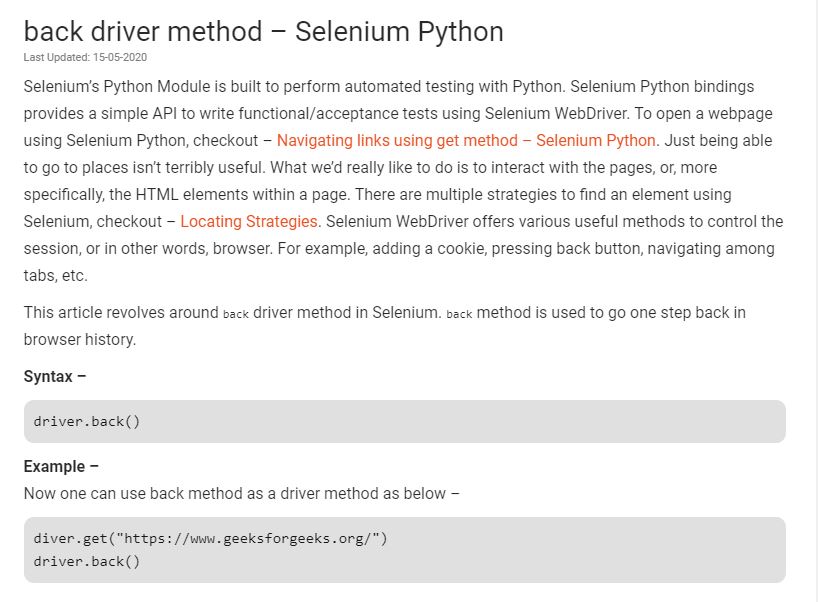 back driver method – Selenium Python
Last Updated: 15-05-2020
Selenium's Python Module is built to perform automated testing with Python. Selenium Python bindings
provides a simple API to write functional/acceptance tests using Selenium WebDriver. To open a webpage
using Selenium Python, checkout – Navigating links using get method – Selenium Python. Just being able
to go to places isn't terribly useful. What we'd really like to do is to interact with the pages, or, more
specifically, the HTML elements within a page. There are multiple strategies to find an element using
Selenium, checkout – Locating Strategies. Selenium WebDriver offers various useful methods to control the
session, or in other words, browser. For example, adding a cookie, pressing back button, navigating among
tabs, etc.
This article revolves around back driver method in Selenium. back method is used to go one step back in
browser history.
Syntax –
driver.back()
Example –
Now one can use back method as a driver method as below –
diver.get("https://www.geeksforgeeks.org/")
driver.back()